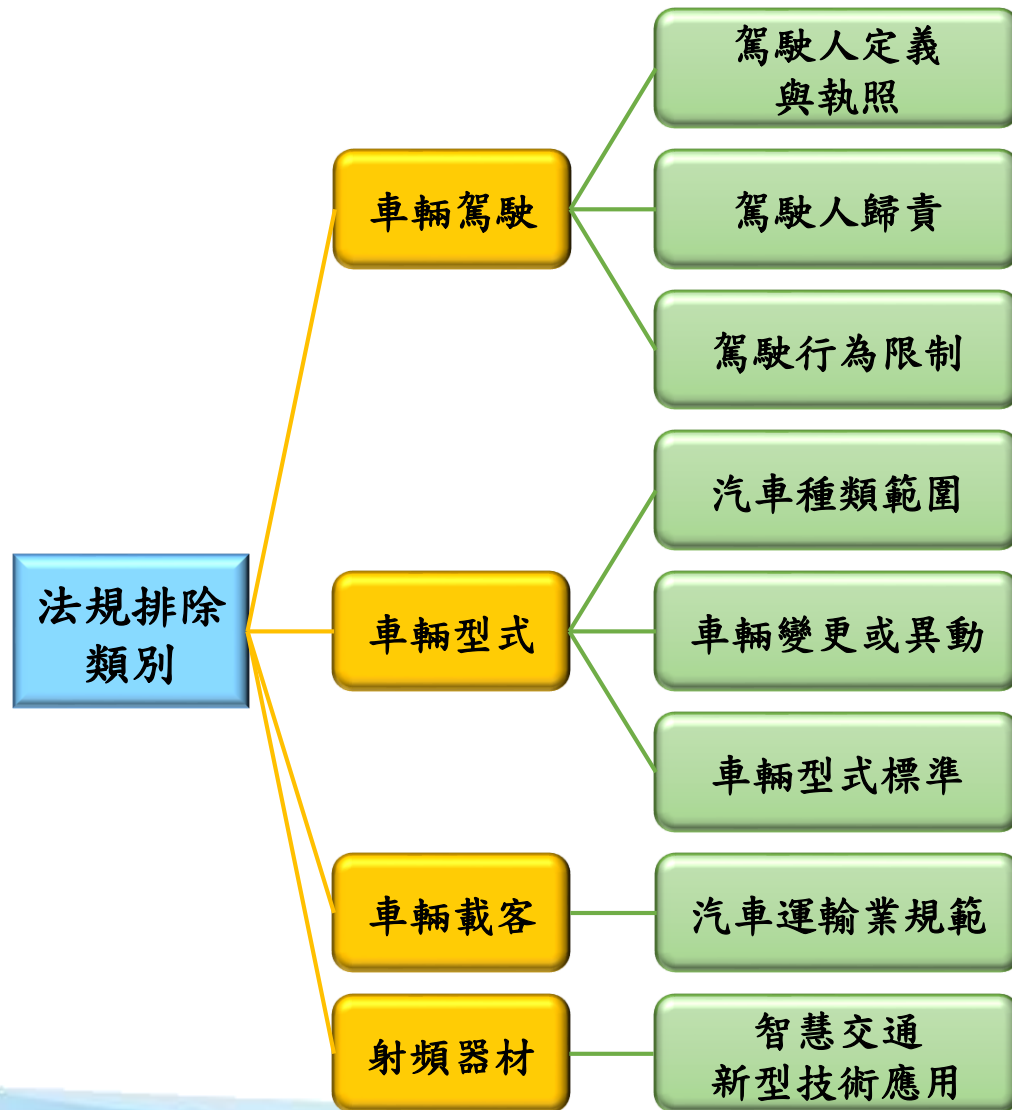 法規排除
類別
車輛駕駛
駕駛人定義
與執照
駕駛人歸責
駕駛行為限制
車輛型式
汽車種類範圍
車輛變更或異動
車輛型式標準
車輛載客
汽車運輸業規範
射頻器材
智慧交通
新型技術應用